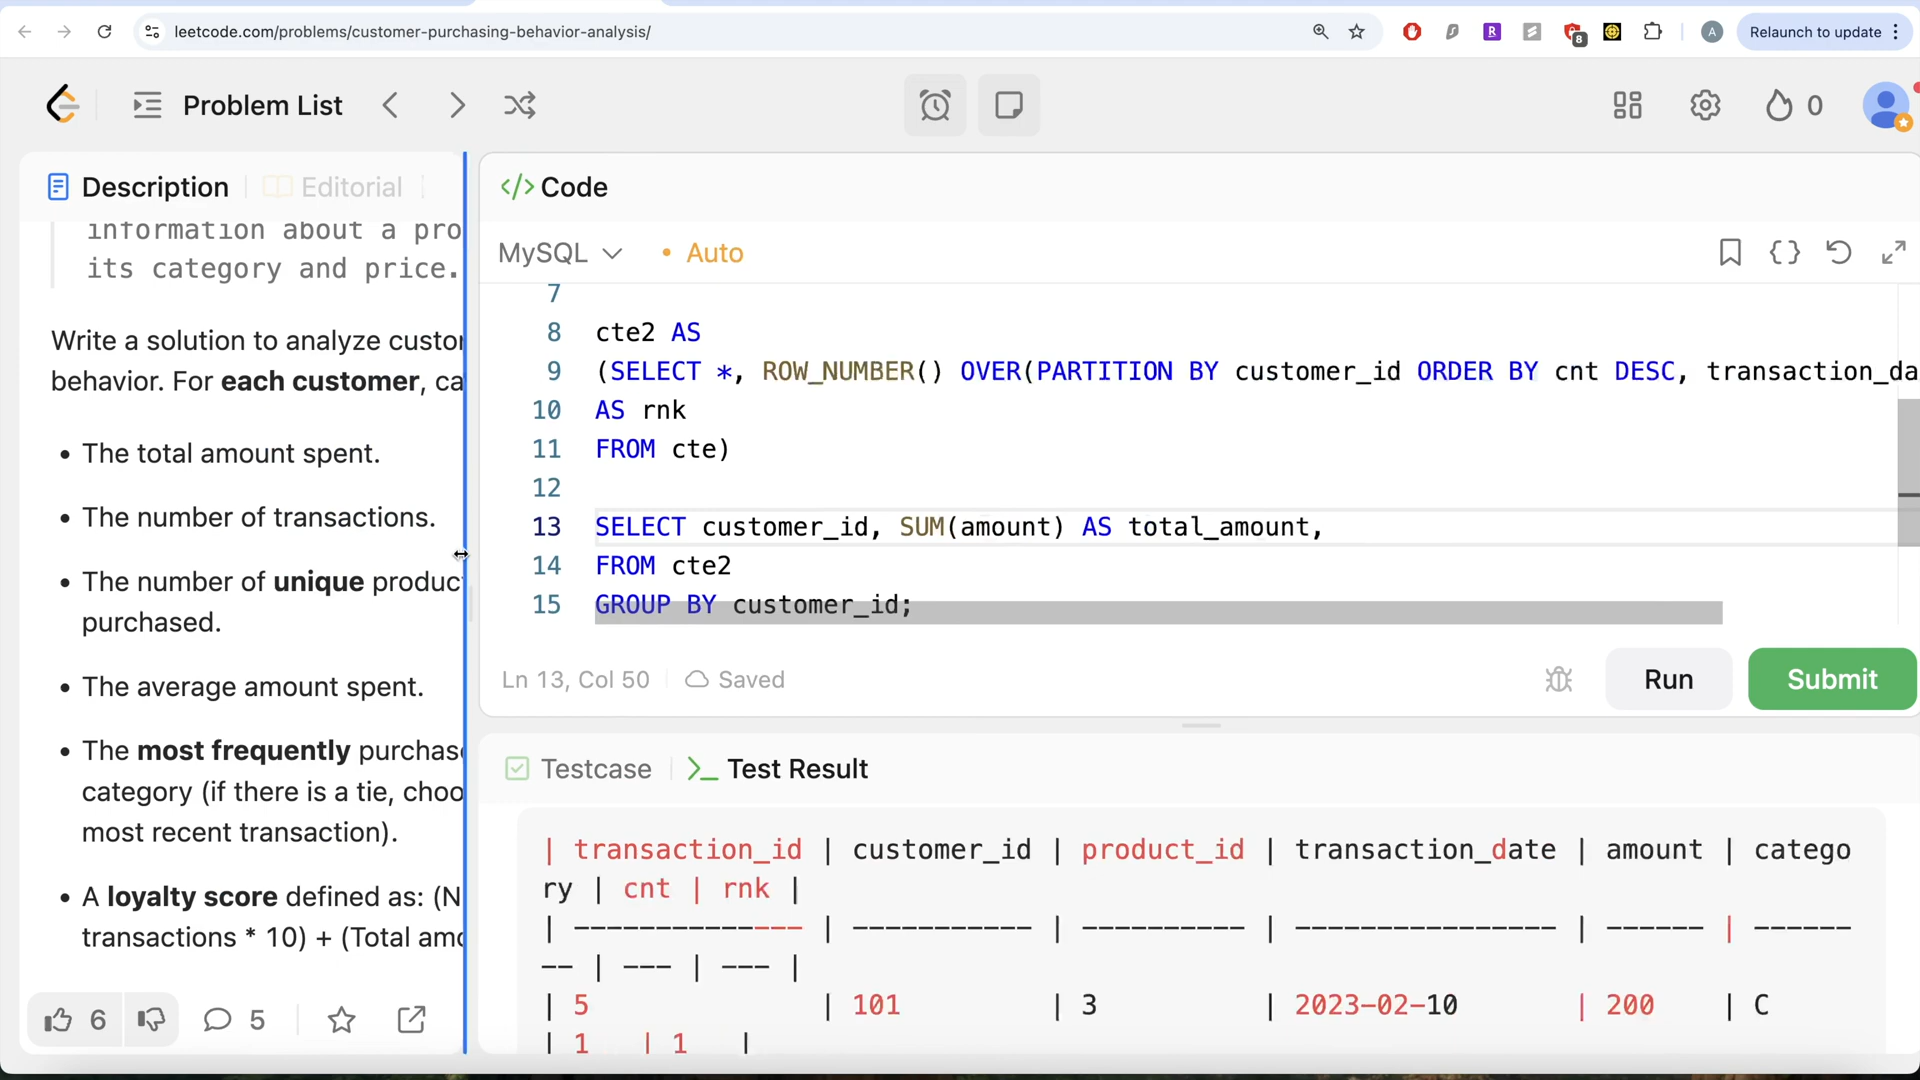 leetcode.com/problems/customer-purchasing-behavior-analysis/
8
A
Relaunch to update
Problem List
0
Description
Editorial
information about a pro
its category and price.
Write a solution to analyze custo
behavior. For each customer, ca
• The total amount spent.
• The number of transactions.
• The number of unique produc
purchased.
• The average amount spent.
• The most frequently purchas
category (if there is a tie, choo
most recent transaction).
• A loyalty score defined as: (N
transactions * 10) + (Total amo
6
5
</> Code
MySQL
• Auto
7
8 cte2 AS
9 (SELECT *, ROW_NUMBER() OVER(PARTITION BY customer_id ORDER BY cnt DESC, transaction_da
10 AS rnk
11 FROM cte)
12
13 SELECT customer_id, SUM(amount) AS total_amount,
14 FROM cte2
15 GROUP BY customer_id;
Ln 13, Col 50
Saved
Run
Submit
Testcase
>_ Test Result
| transaction_id | customer_id | product_id | transaction_date | amount | catego
ry | cnt | rnk |
| -------------- | ----------- | ---------- | ---------------- | ------ | ------
-- | --- | --- |
| 5 | 101 | 3 | 2023-02-10 | 200 | C
| 1 | 1 |